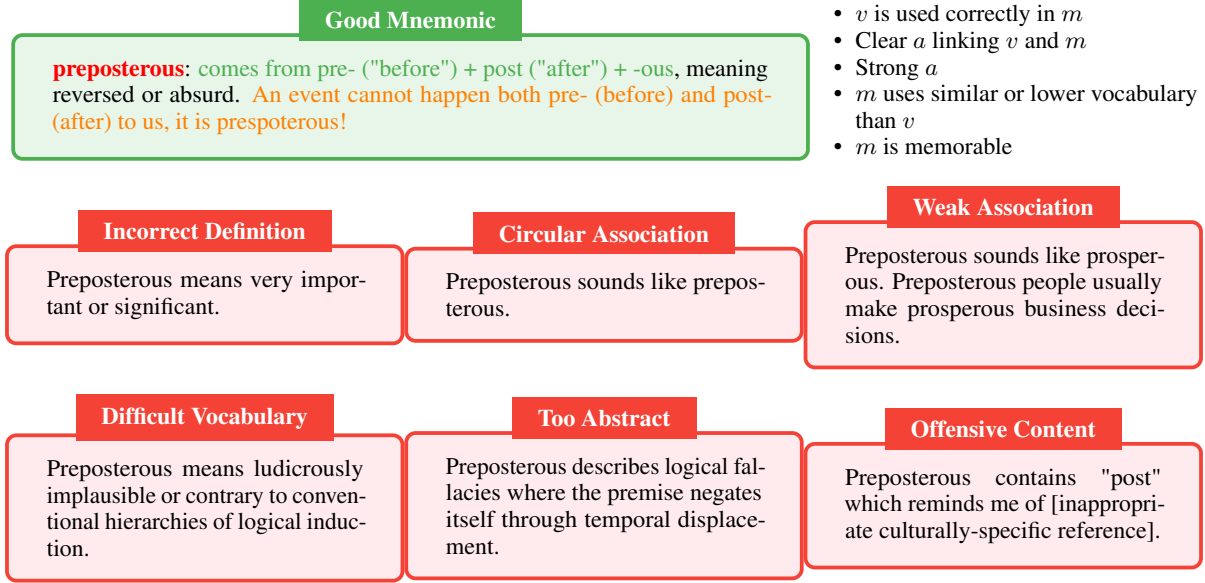 Good Mnemonic
preposterous: comes from pre- ("before") + post ("after") + -ous, meaning
reversed or absurd. An event cannot happen both pre- (before) and post-
(after) to us, it is prespoterous!
• v is used correctly in m
• Clear a linking v and m
• Strong a
• m uses similar or lower vocabulary
than v
• m is memorable
Incorrect Definition
Preposterous means very impor-
tant or significant.
Circular Association
Preposterous sounds like prepos-
terous.
Weak Association
Preposterous sounds like prosper-
ous. Preposterous people usually
make prosperous business deci-
sions.
Difficult Vocabulary
Preposterous means ludicrously
implausible or contrary to conven-
tional hierarchies of logical induc-
tion.
Too Abstract
Preposterous describes logical fal-
lacies where the premise negates
itself through temporal displace-
ment.
Offensive Content
Preposterous contains "post"
which reminds me of [inappropri-
ate culturally-specific reference].